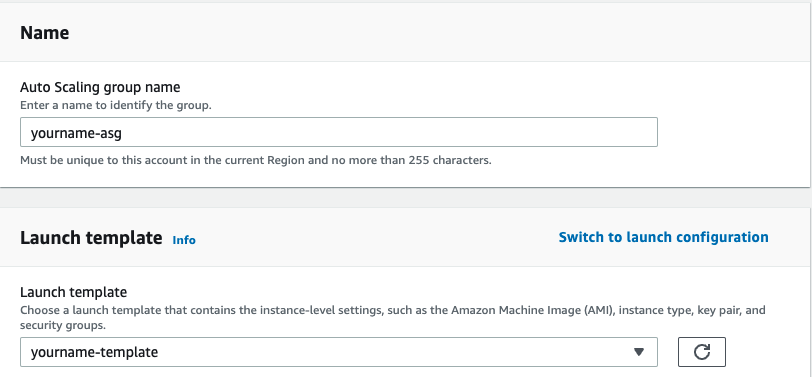 Name
Auto Scaling group name
Enter a name to identify the group.
yourname-asg
Must be unique to this account in the current Region and no more than 255 characters.
Launch template Info
Switch to launch configuration
Launch template
Choose a launch template that contains the instance-level settings, such as the Amazon Machine Image (AMI), instance type, key pair, and
security groups.
yourname-template